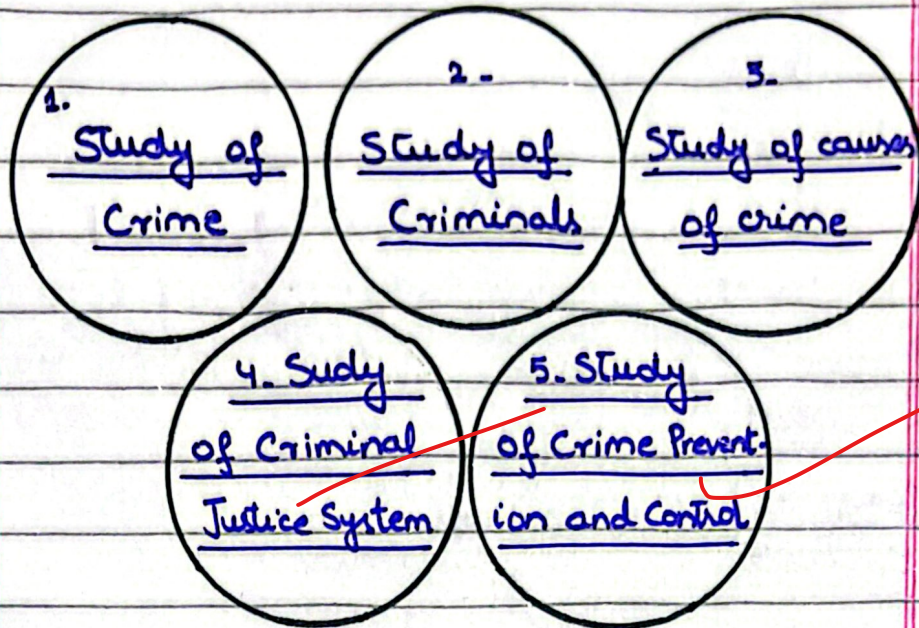 1.
Study of
Crime
2-
Study of
Criminals
3-
Study of causes
of crime
4- Sudy
of Criminal
Justice System
5- Study
of Crime Prevent-
ion and Control